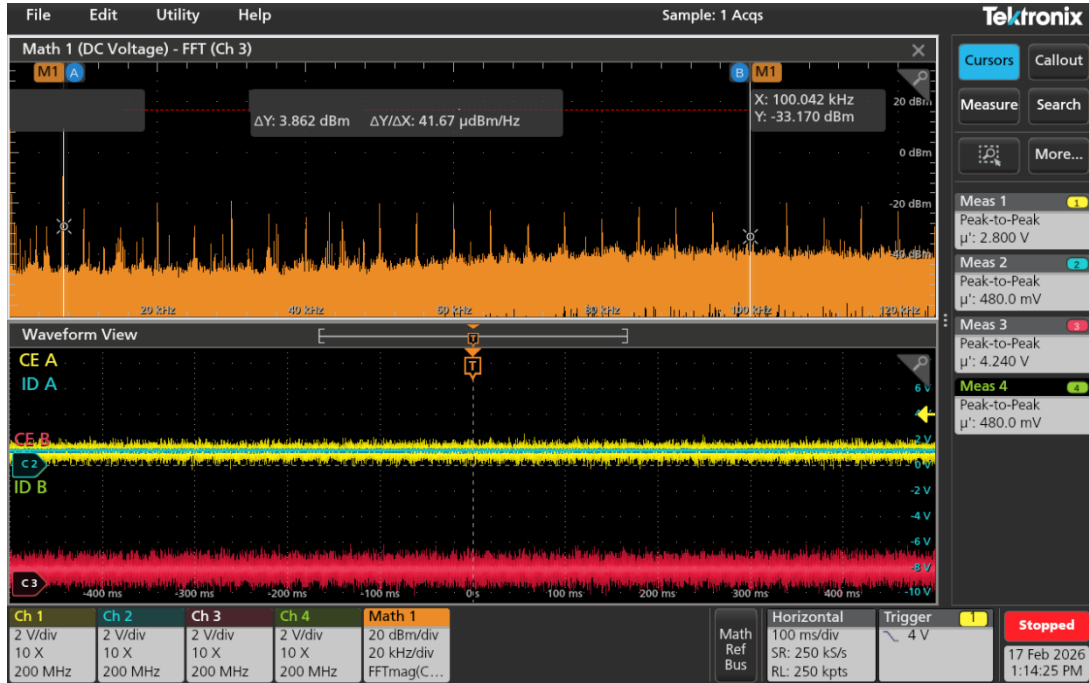 File Edit Utility Help Sample: 1 Acqs Tektronix
Math 1 (DC Voltage) - FFT (Ch 3)
M1 A B M1
X: 100.042 kHz
Y: -33.170 dBm
ΔY: 3.862 dBm ΔY/ΔX: 41.67 µdBm/Hz
20 dBm
0 dBm
-20 dBm
-40 dBm
20 kHz 40 kHz 60 kHz 80 kHz 100 kHz 120 kHz
Waveform View
T
T
CE A
ID A
CE B
C 2
ID B
C 3
6 V
2 V
0 V
-2 V
-4 V
-6 V
-8 V
-10 V
-400 ms -300 ms -200 ms -100 ms 0 s 100 ms 200 ms 300 ms 400 ms
Cursors Callout
Measure Search
More...
Meas 1 1
Peak-to-Peak
µ': 2.800 V
Meas 2 2
Peak-to-Peak
µ': 480.0 mV
Meas 3 3
Peak-to-Peak
µ': 4.240 V
Meas 4 4
Peak-to-Peak
µ': 480.0 mV
Ch 1
2 V/div
10 X
200 MHz
Ch 2
2 V/div
10 X
200 MHz
Ch 3
2 V/div
10 X
200 MHz
Ch 4
2 V/div
10 X
200 MHz
Math 1
20 dBm/div
20 kHz/div
FFTmag(C...
Math
Ref
Bus
Horizontal
100 ms/div
SR: 250 kS/s
RL: 250 kpts
Trigger 1
4 V
Stopped
17 Feb 2026
1:14:25 PM